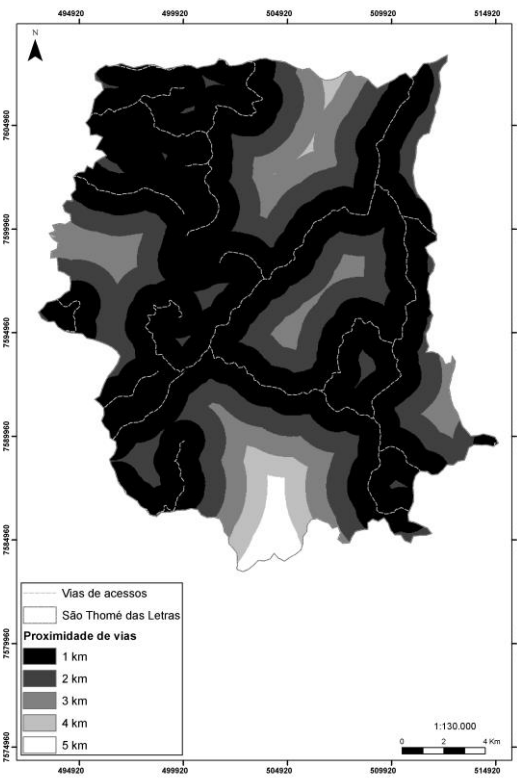 494920 499920 504920 509920 514920
N
7604960
7599960
7594960
7589960
7584960
7579960
7574960
Vias de acessos
São Thomé das Letras
Proximidade de vias
1 km
2 km
3 km
4 km
5 km
1:130.000
0 2 4 Km
494920 499920 504920 509920 514920